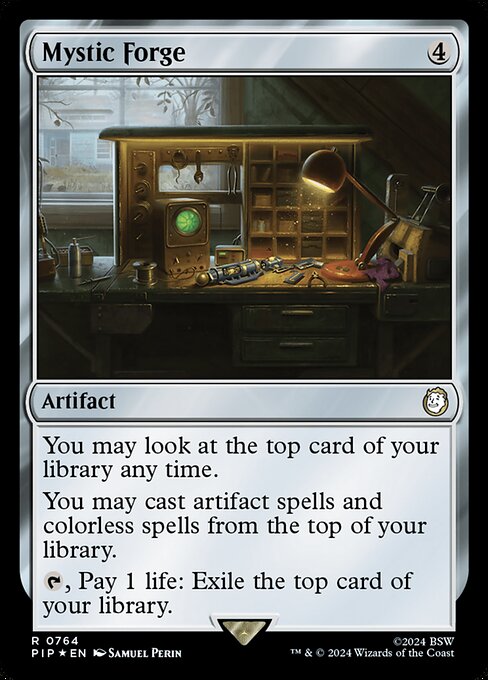 Mystic Forge 4
Artifact
You may look at the top card of your
library any time.
You may cast artifact spells and
colorless spells from the top of your
library.
, Pay 1 life: Exile the top card of
your library.
R 0764 ©2024 BSW
PIP★EN Samuel Perin ™ & © 2024 Wizards of the Coast